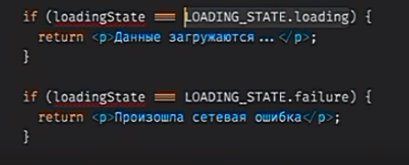 if (loadingState === LOADING_STATE.loading) {
return <p>Данные загружаются...</p>;
}
if (loadingState === LOADING_STATE.failure) {
return <p>Произошла сетевая ошибка</p>;
}